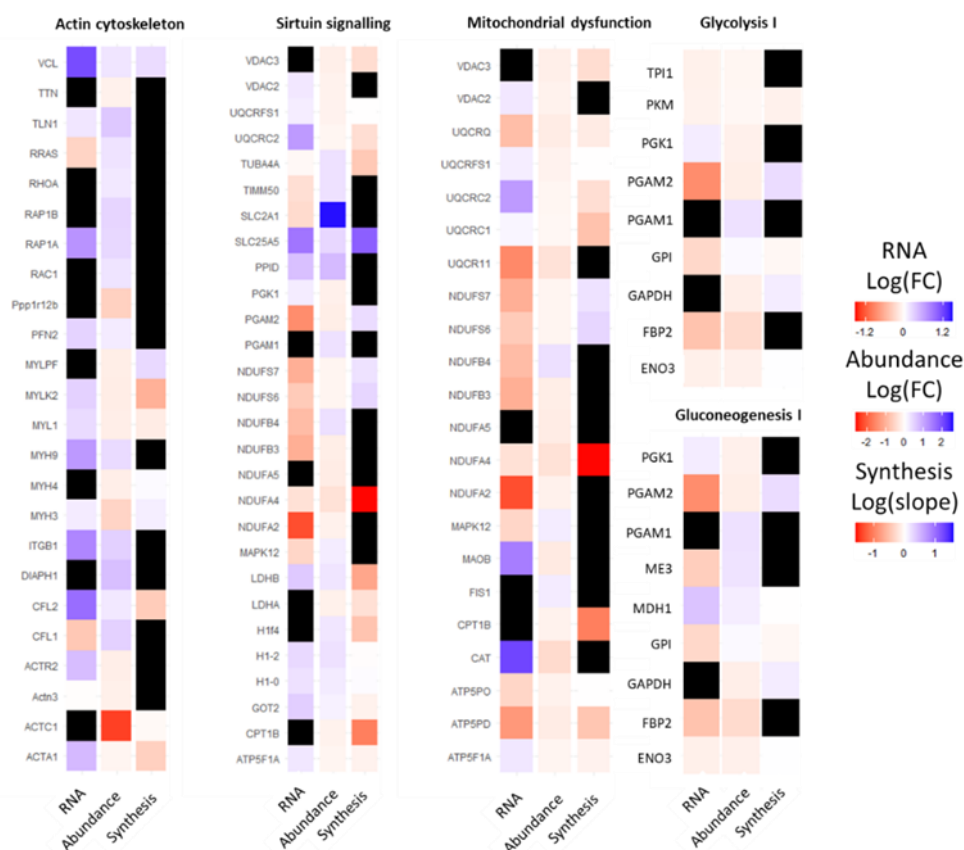 Actin cytoskeleton
VCL
TTN
TLN1
RRAS
RHOA
RAP1B
RAP1A
RAC1
Ppp1r12b
PFN2
MYLPF
MYLK2
MYL1
MYH9
MYH4
MYH3
ITGB1
DIAPH1
CFL2
CFL1
ACTR2
Actn3
ACTC1
ACTA1
RNA
Abundance
Synthesis
Sirtuin signalling
VDAC3
VDAC2
UQCRFS1
UQCRC2
TUBA4A
TIMM50
SLC2A1
SLC25A5
PPID
PGK1
PGAM2
PGAM1
NDUFS7
NDUFS6
NDUFB4
NDUFB3
NDUFA5
NDUFA4
NDUFA2
MAPK12
LDHB
LDHA
H1f4
H1-2
H1-0
GOT2
CPT1B
ATP5F1A
RNA
Abundance
Synthesis
Mitochondrial dysfunction
VDAC3
VDAC2
UQCRQ
UQCRFS1
UQCRC2
UQCRC1
UQCR11
NDUFS7
NDUFS6
NDUFB4
NDUFB3
NDUFA5
NDUFA4
NDUFA2
MAPK12
MAOB
FIS1
CPT1B
CAT
ATP5PO
ATP5PD
ATP5F1A
RNA
Abundance
Synthesis
Glycolysis I
TPI1
PKM
PGK1
PGAM2
PGAM1
GPI
GAPDH
FBP2
ENO3
Gluconeogenesis I
PGK1
PGAM2
PGAM1
ME3
MDH1
GPI
GAPDH
FBP2
ENO3
RNA
Abundance
Synthesis
RNA
Log(FC)
-1.2 0 1.2
Abundance
Log(FC)
-2 -1 0 1 2
Synthesis
Log(slope)
-1 0 1